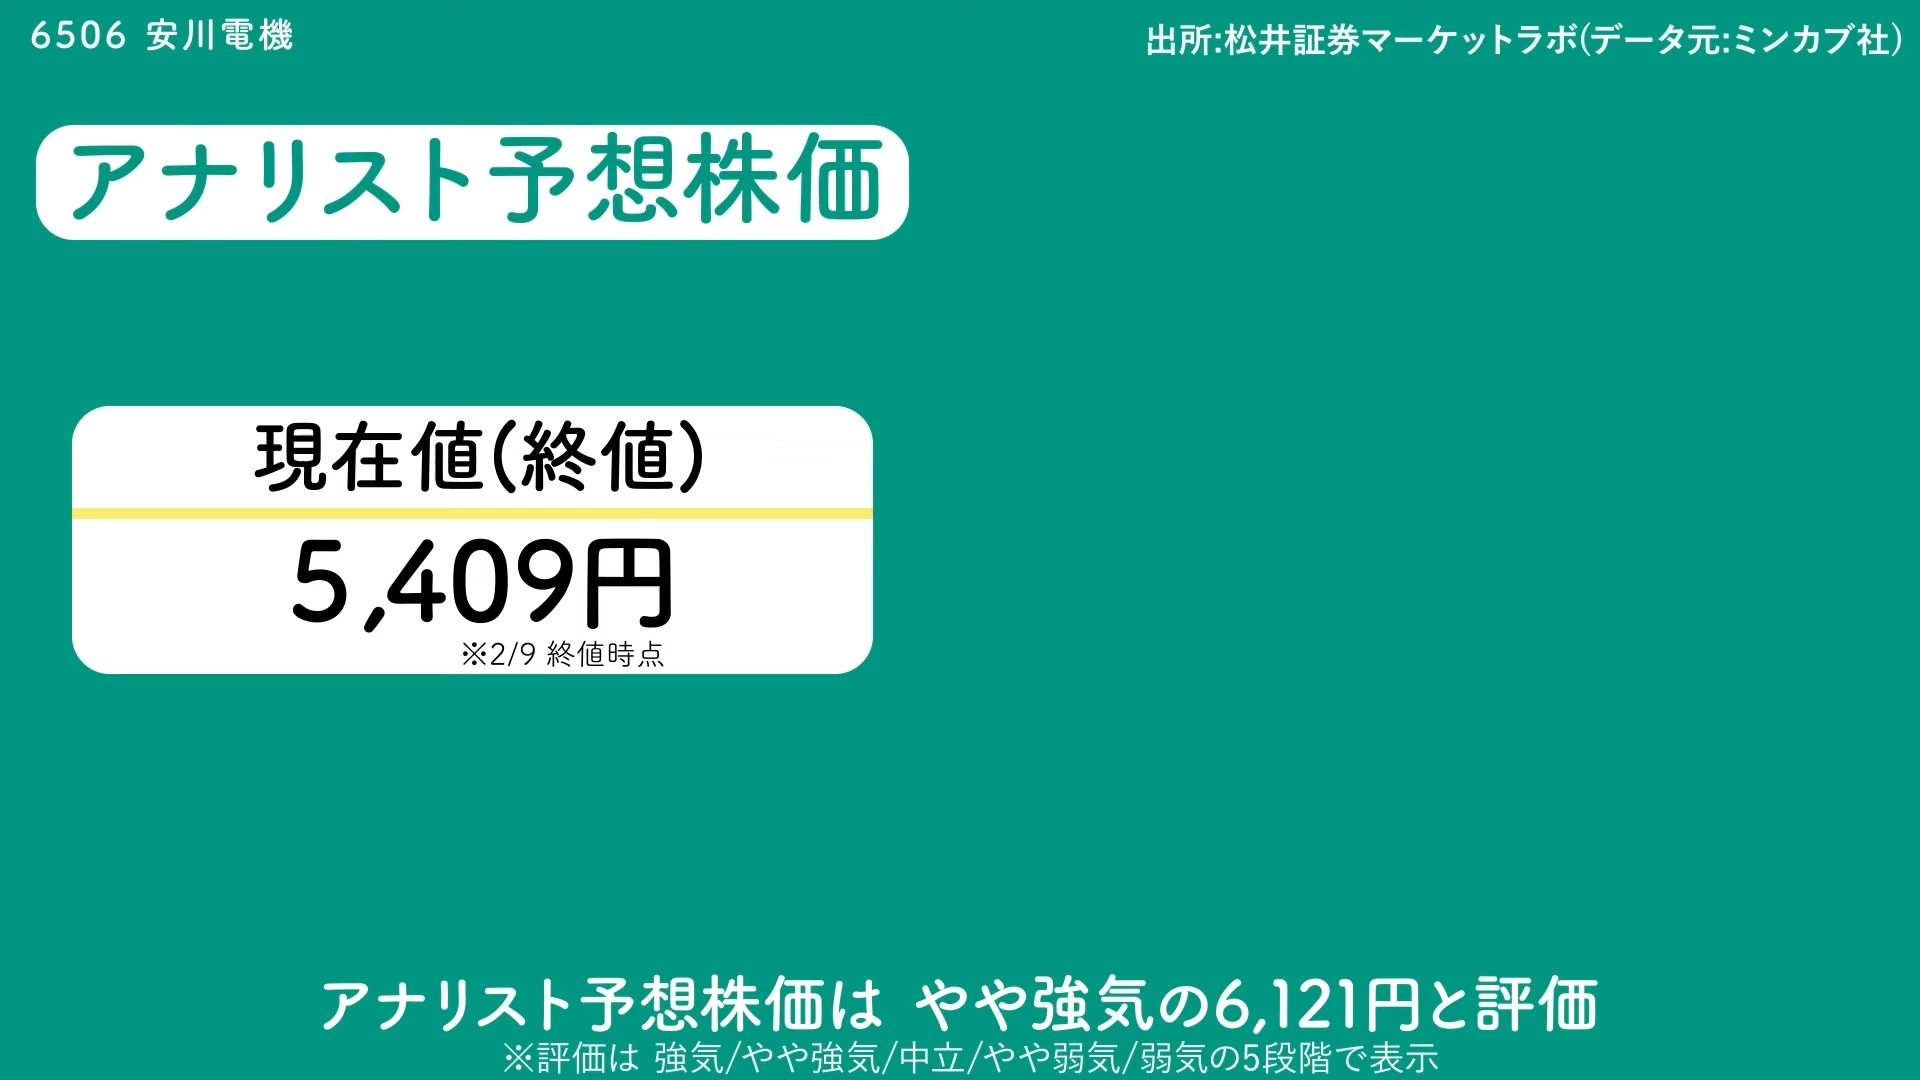 6506 安川電機
出所:松井証券マーケットラボ(データ元:ミンカブ社)
アナリスト予想株価
現在値(終値)
5,409円
※2/9 終値時点
アナリスト予想株価は やや強気の6,121円と評価
※評価は 強気/やや強気/中立/やや弱気/弱気の5段階で表示